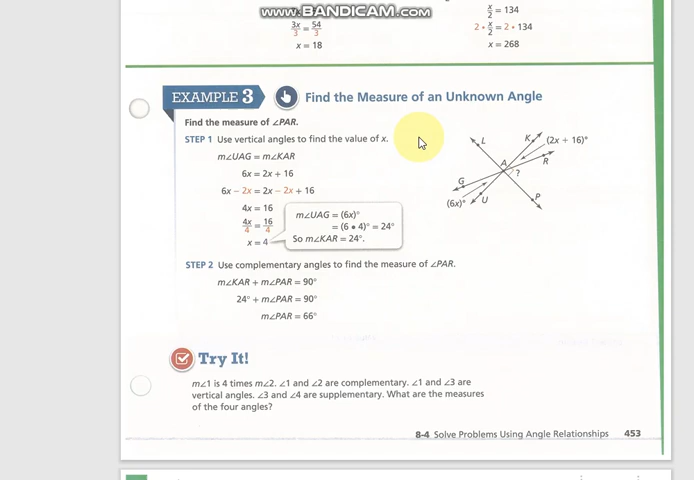 www.BANDICAM.com
3x/3 = 54/3
x = 18
x/2 = 134
2 • x/2 = 2 • 134
x = 268
EXAMPLE 3 Find the Measure of an Unknown Angle
Find the measure of ∠PAR.
STEP 1 Use vertical angles to find the value of x.
m∠UAG = m∠KAR
6x = 2x + 16
6x − 2x = 2x − 2x + 16
4x = 16
4x/4 = 16/4
x = 4
m∠UAG = (6x)°
= (6 • 4)° = 24°
So m∠KAR = 24°.
L
K
(2x + 16)°
A
R
?
G
(6x)°
U
P
STEP 2 Use complementary angles to find the measure of ∠PAR.
m∠KAR + m∠PAR = 90°
24° + m∠PAR = 90°
m∠PAR = 66°
Try It!
m∠1 is 4 times m∠2. ∠1 and ∠2 are complementary. ∠1 and ∠3 are
vertical angles. ∠3 and ∠4 are supplementary. What are the measures
of the four angles?
8-4 Solve Problems Using Angle Relationships 453